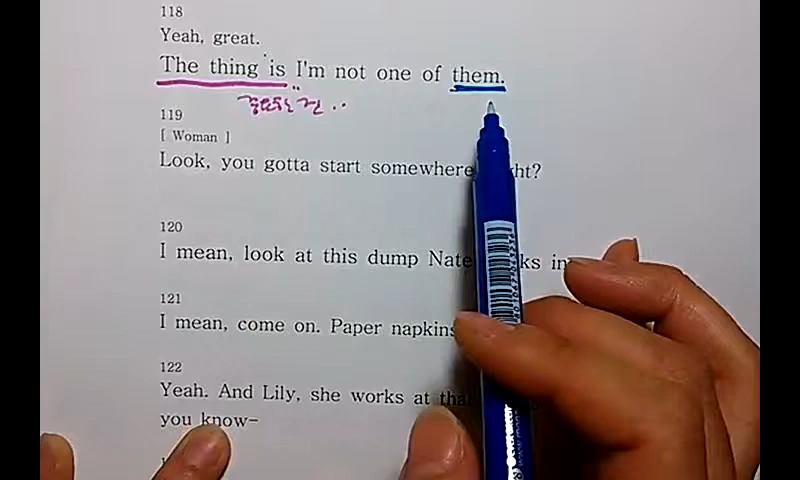 118
Yeah, great.
The thing is I'm not one of them.
중요한 건 ..
119
[ Woman ]
Look, you gotta start somewhere
120
I mean, look at this dump Nate
121
I mean, come on. Paper napkins
122
Yeah. And Lily, she works at that
you know-